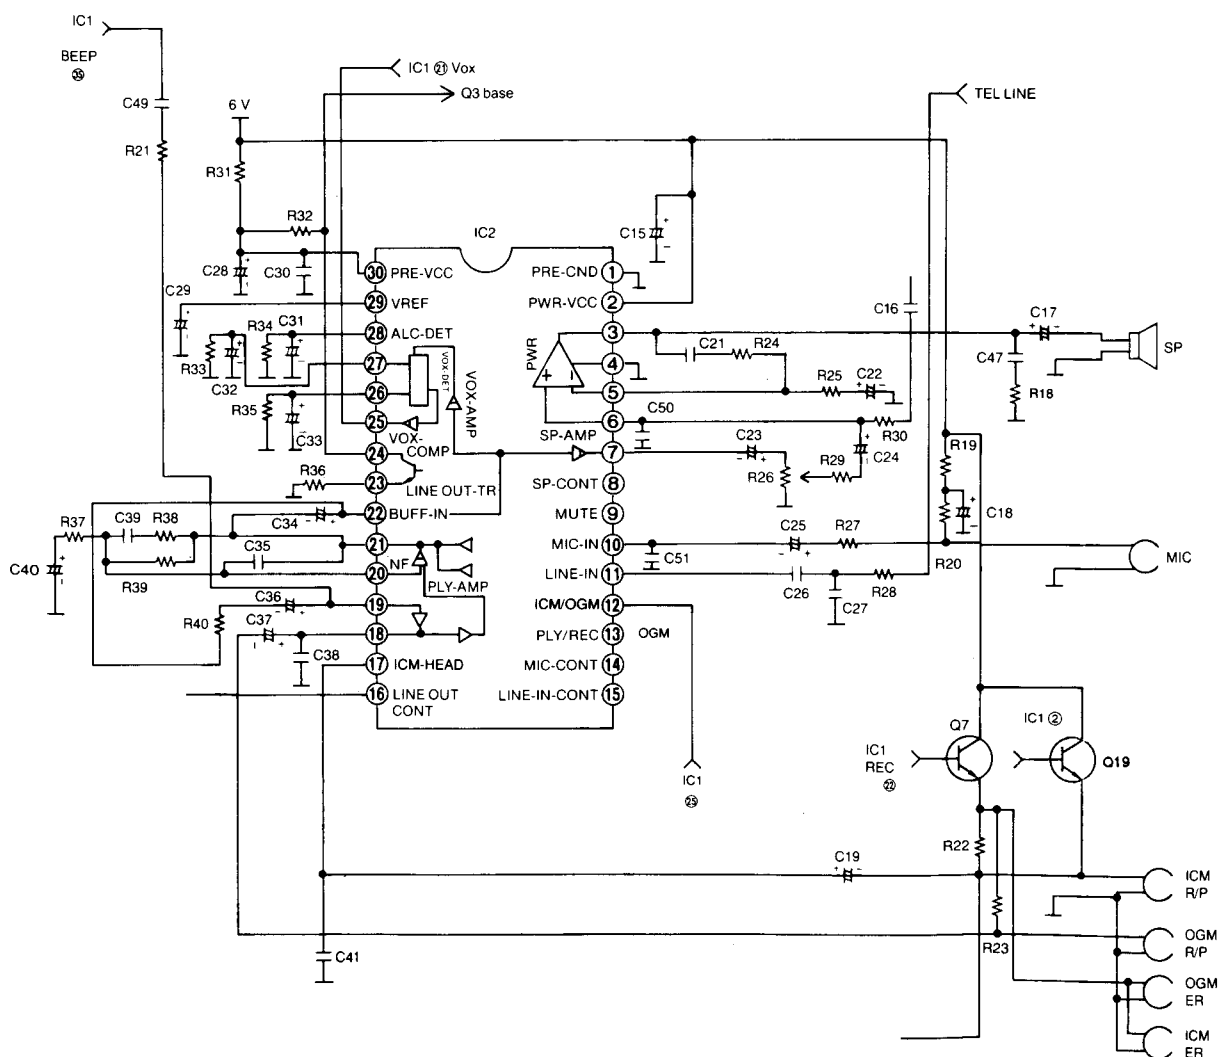 IC1
BEEP
㉟
C49
R21
IC1 ㉑ Vox
Q3 base
TEL LINE
6 V
R31
R32
C28
C30
C29
IC2
C15
C16
C17
SP
C47
R18
30 PRE-VCC
29 VREF
28 ALC-DET
27
26
25
24
23
22 BUFF-IN
21
20
19
18
17 ICM-HEAD
16 LINE OUT
CONT
PRE-CND 1
PWR-VCC 2
3
4
5
6
SP-AMP 7
SP-CONT 8
MUTE 9
MIC-IN 10
LINE-IN 11
ICM/OGM 12
PLY/REC 13 OGM
MIC-CONT 14
LINE-IN-CONT 15
VOX-DET
VOX-AMP
VOX-
COMP
LINE OUT-TR
NF
PLY-AMP
PWR
+
−
R33
C32
R34
C31
R35
C33
R36
C34
R37
C39
R38
C35
R39
C40
C36
R40
C37
C38
C41
C21
R24
R25
C22
C50
R30
C23
R26
R29
C24
C25
R27
C51
C26
C27
R28
R19
C18
R20
MIC
IC1
㉕
IC1
REC
㉒
Q7
IC1 ②
Q19
R22
C19
R23
ICM
R/P
OGM
R/P
OGM
ER
ICM
ER